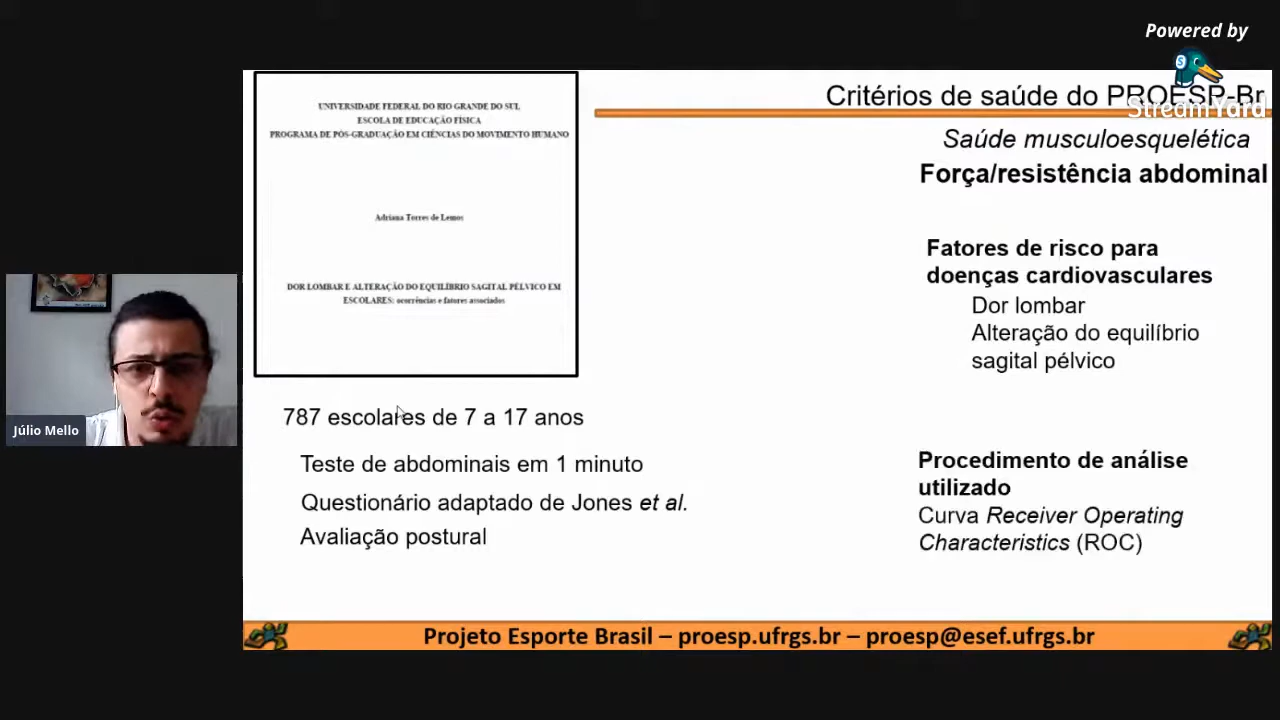 Powered by
StreamYard
Critérios de saúde do PROESP-Br
Saúde musculoesquelética
Força/resistência abdominal
UNIVERSIDADE FEDERAL DO RIO GRANDE DO SUL
ESCOLA DE EDUCAÇÃO FÍSICA
PROGRAMA DE PÓS-GRADUAÇÃO EM CIÊNCIAS DO MOVIMENTO HUMANO
Adriana Torres de Lemos
DOR LOMBAR E ALTERAÇÃO DO EQUILÍBRIO SAGITAL PÉLVICO EM
ESCOLARES: ocorrências e fatores associados
Fatores de risco para
doenças cardiovasculares
Dor lombar
Alteração do equilíbrio
sagital pélvico
787 escolares de 7 a 17 anos
Teste de abdominais em 1 minuto
Questionário adaptado de Jones et al.
Avaliação postural
Procedimento de análise
utilizado
Curva Receiver Operating
Characteristics (ROC)
Júlio Mello
Projeto Esporte Brasil – proesp.ufrgs.br – proesp@esef.ufrgs.br